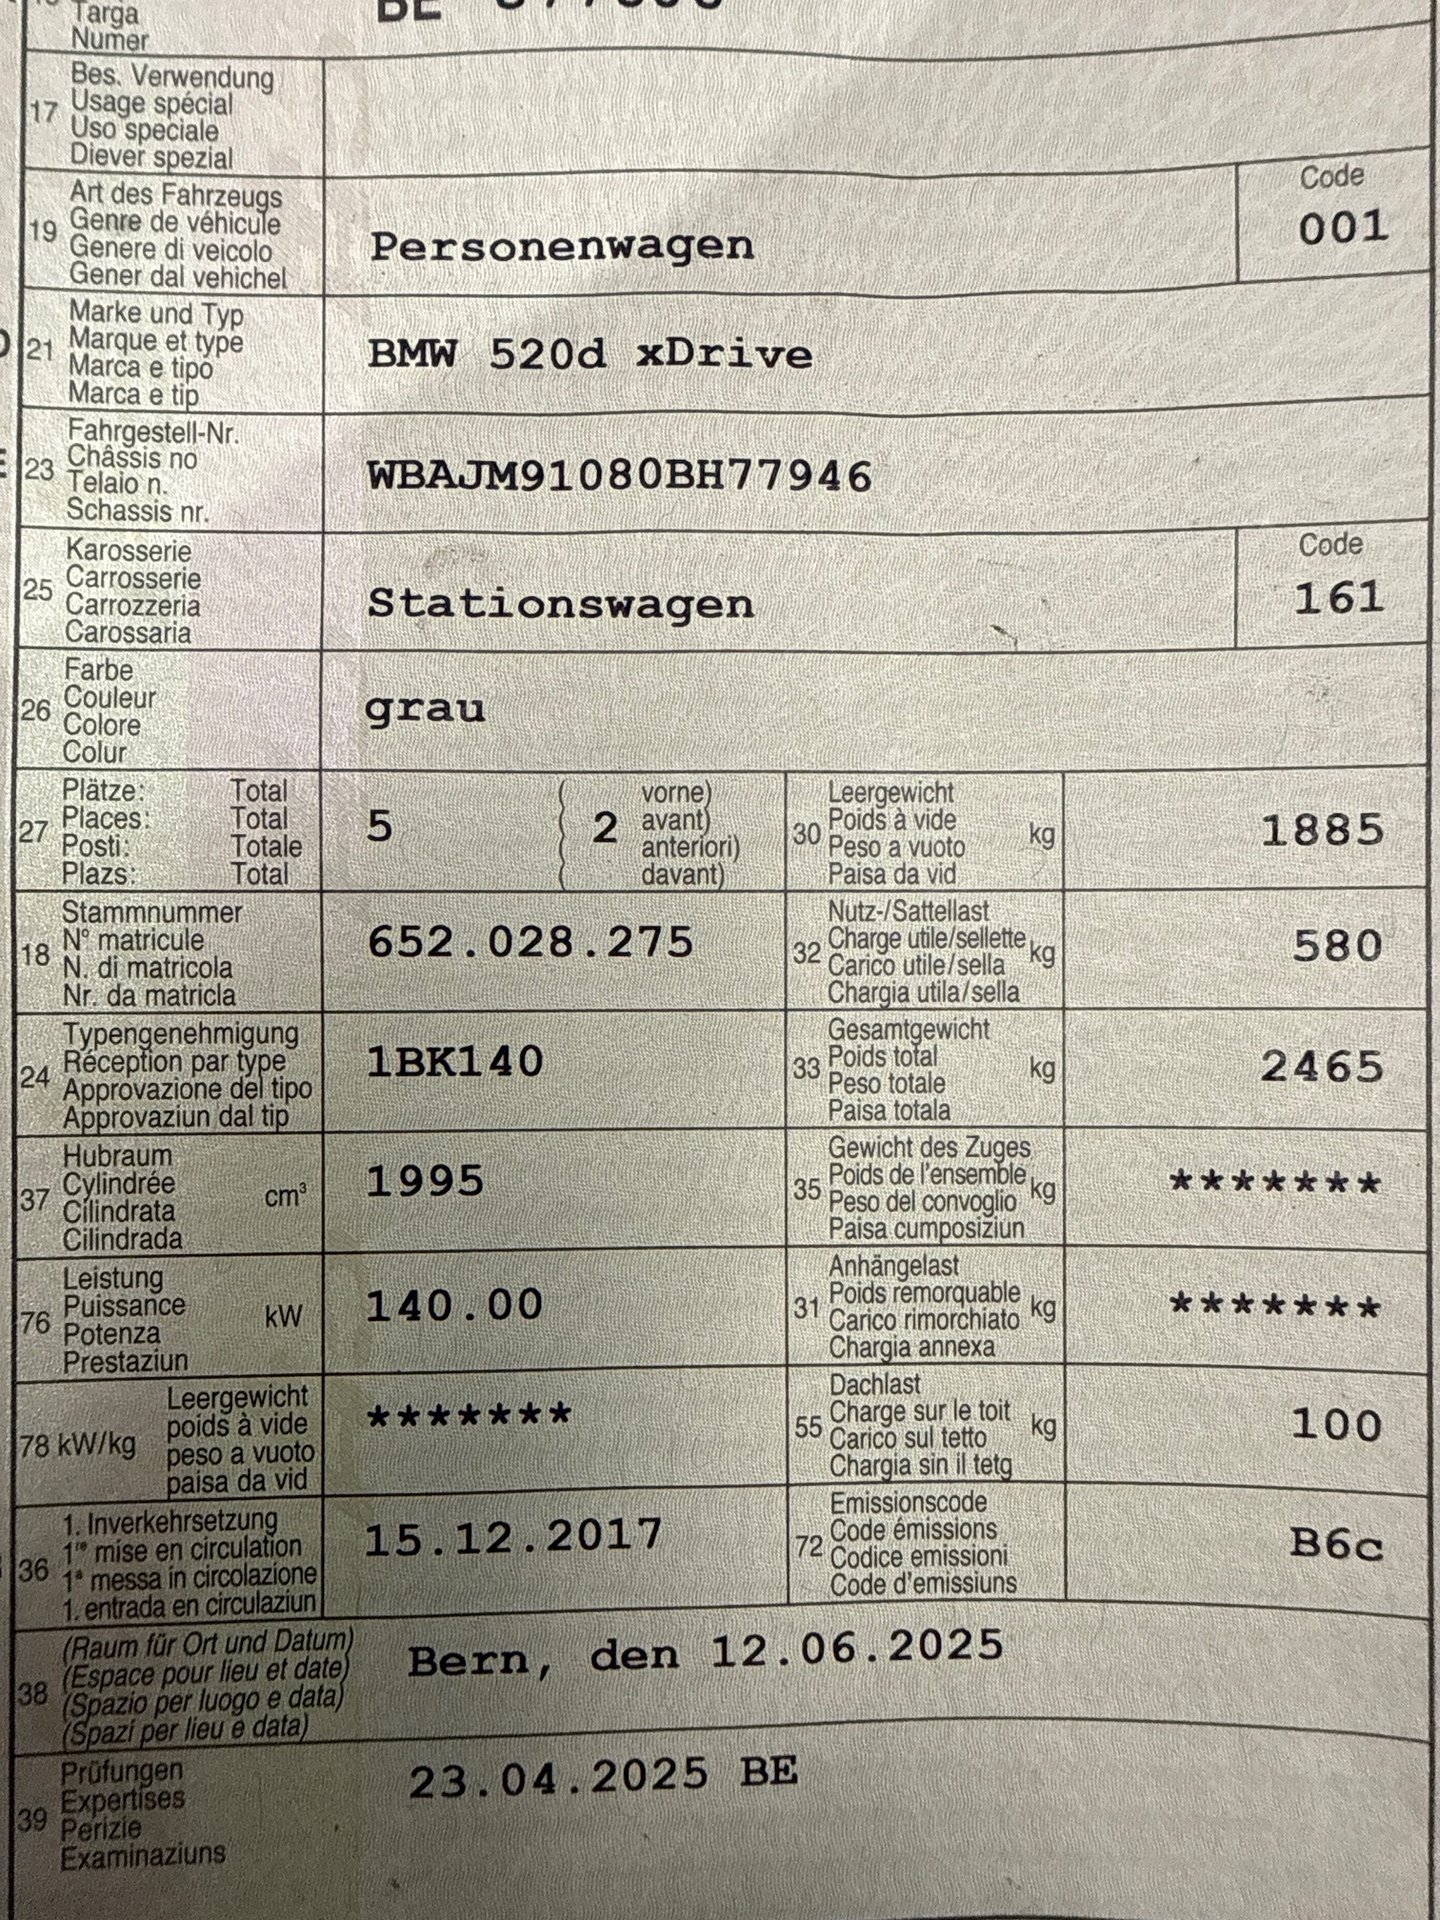 Targa
Numer
BE
17
Bes. Verwendung
Usage spécial
Uso speciale
Diever spezial
19
Art des Fahrzeugs
Genre de véhicule
Genere di veicolo
Gener dal vehichel
Personenwagen
Code
001
21
Marke und Typ
Marque et type
Marca e tipo
Marca e tip
BMW 520d xDrive
23
Fahrgestell-Nr.
Châssis no
Telaio n.
Schassis nr.
WBAJM91080BH77946
25
Karosserie
Carrosserie
Carrozzeria
Carossaria
Stationswagen
Code
161
26
Farbe
Couleur
Colore
Colur
grau
27
Plätze: Total
Places: Total
Posti: Totale
Plazs: Total
5
( vorne)
( 2 avant)
( anteriori)
( davant)
30
Leergewicht
Poids à vide
Peso a vuoto
Paisa da vid
kg
1885
18
Stammnummer
N° matricule
N. di matricola
Nr. da matricla
652.028.275
32
Nutz-/Sattellast
Charge utile/sellette
Carico utile/sella
Chargia utila/sella
kg
580
24
Typengenehmigung
Réception par type
Approvazione del tipo
Approvaziun dal tip
1BK140
33
Gesamtgewicht
Poids total
Peso totale
Paisa totala
kg
2465
37
Hubraum
Cylindrée
Cilindrata
Cilindrada
cm³
1995
35
Gewicht des Zuges
Poids de l'ensemble
Peso del convoglio
Paisa cumposiziun
kg
*******
76
Leistung
Puissance
Potenza
Prestaziun
kW
140.00
31
Anhängelast
Poids remorquable
Carico rimorchiato
Chargia annexa
kg
*******
78 kW/kg
Leergewicht
poids à vide
peso a vuoto
paisa da vid
*******
55
Dachlast
Charge sur le toit
Carico sul tetto
Chargia sin il tetg
kg
100
36
1. Inverkehrsetzung
1re mise en circulation
1a messa in circolazione
1. entrada en circulaziun
15.12.2017
72
Emissionscode
Code émissions
Codice emissioni
Code d'emissiuns
B6c
38
(Raum für Ort und Datum)
(Espace pour lieu et date)
(Spazio per luogo e data)
(Spazi per lieu e data)
Bern, den 12.06.2025
39
Prüfungen
Expertises
Perizie
Examinaziuns
23.04.2025 BE